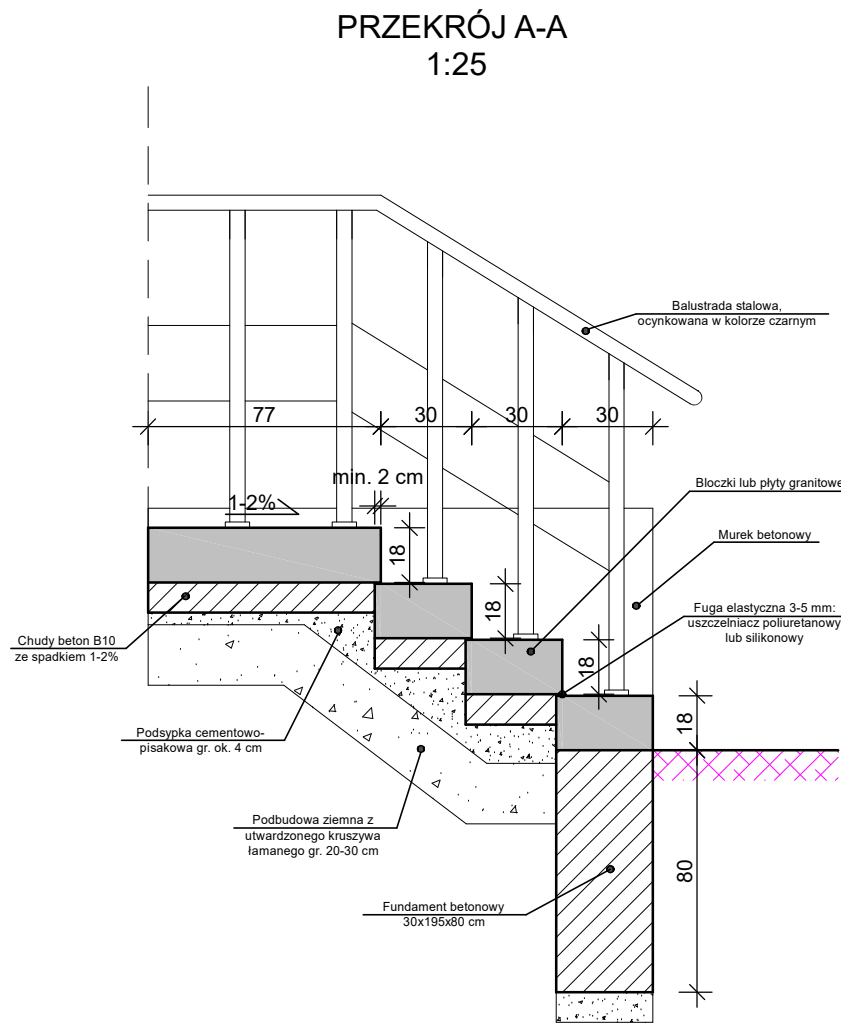 PRZEKRÓJ A-A
1:25
Balustrada stalowa,
ocynkowana w kolorze czarnym
77
30
30
30
min. 2 cm
1-2%
Bloczki lub płyty granitowe
18
Murek betonowy
18
Fuga elastyczna 3-5 mm:
uszczelniacz poliuretanowy
lub silikonowy
Chudy beton B10
ze spadkiem 1-2%
18
18
Podsypka cementowo-
pisakowa gr. ok. 4 cm
Podbudowa ziemna z
utwardzonego kruszywa
łamanego gr. 20-30 cm
80
Fundament betonowy
30x195x80 cm